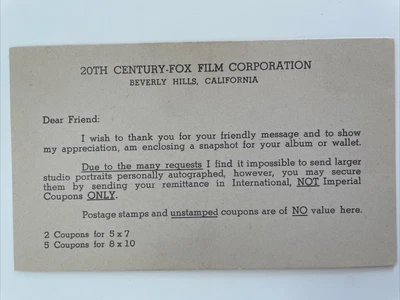 20TH CENTURY-FOX FILM CORPORATION
BEVERLY HILLS, CALIFORNIA
Dear Friend:
I wish to thank you for your friendly message and to show
my appreciation, am enclosing a snapshot for your album or wallet.
Due to the many requests I find it impossible to send larger
studio portraits personally autographed, however, you may secure
them by sending your remittance in International, NOT Imperial
Coupons ONLY.
Postage stamps and unstamped coupons are of NO value here.
2 Coupons for 5 x 7
5 Coupons for 8 x 10